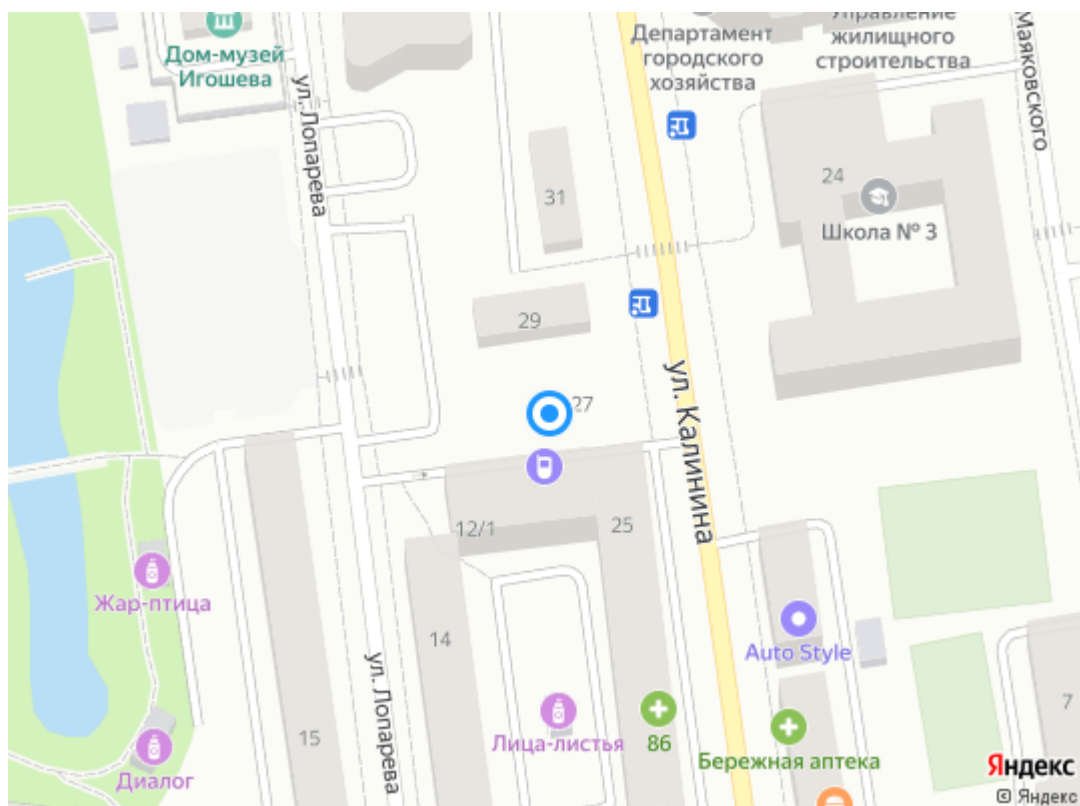 Управление
Департамент
жилищного
городского
строительства
хозяйства
Дом-музей
Игошева
ул. Лопарева
Маяковского
24
31
Школа № 3
29
ул. Калинина
27
12/1
25
Жар-птица
14
Auto Style
ул. Лопарева
7
15
Лица-листья
86
Бережная аптека
Диалог
Яндекс
© Яндекс